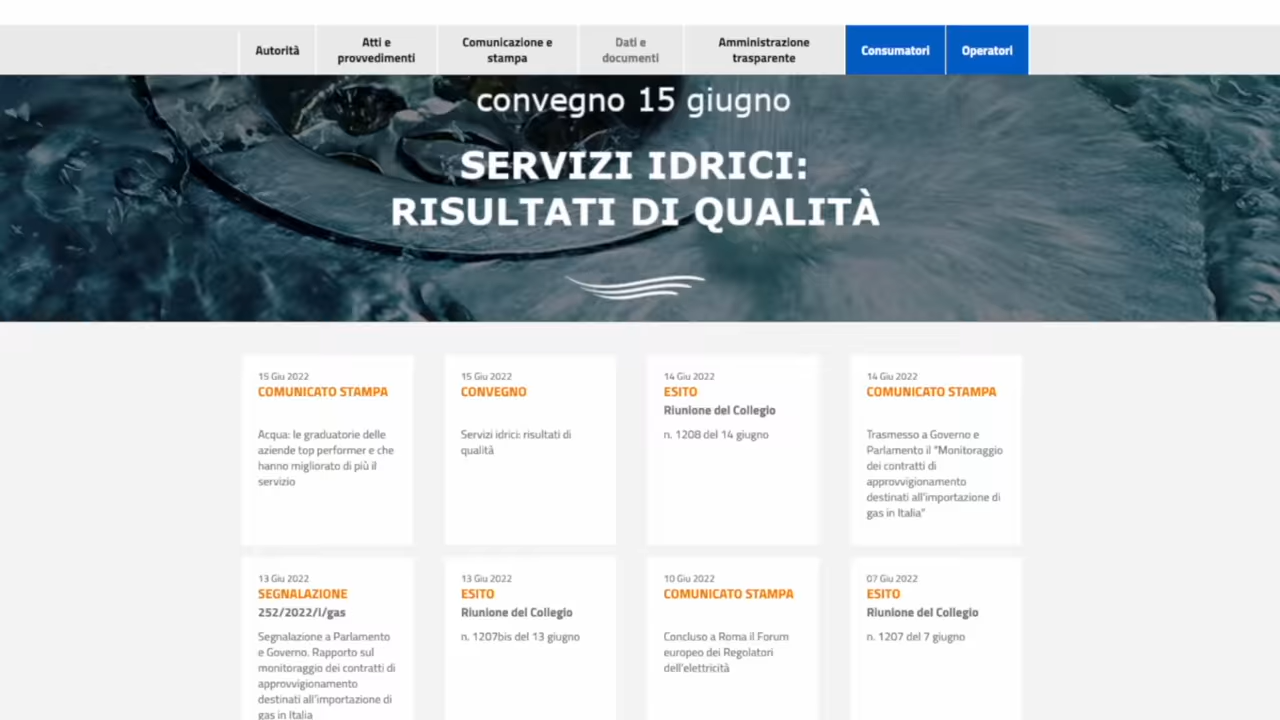 Autorità
Atti e
provvedimenti
Comunicazione e
stampa
Dati e
documenti
Amministrazione
trasparente
Consumatori
Operatori
convegno 15 giugno
SERVIZI IDRICI:
RISULTATI DI QUALITÀ
15 Giu 2022
COMUNICATO STAMPA
Acqua: le graduatorie delle
aziende top performer e che
hanno migliorato di più il
servizio
15 Giu 2022
CONVEGNO
Servizi idrici: risultati di
qualità
14 Giu 2022
ESITO
Riunione del Collegio
n. 1208 del 14 giugno
14 Giu 2022
COMUNICATO STAMPA
Trasmesso a Governo e
Parlamento il "Monitoraggio
dei contratti di
approvvigionamento
destinati all'importazione di
gas in Italia"
13 Giu 2022
SEGNALAZIONE
252/2022/I/gas
Segnalazione a Parlamento
e Governo. Rapporto sul
monitoraggio dei contratti di
approvvigionamento
destinati all'importazione di
gas in Italia
13 Giu 2022
ESITO
Riunione del Collegio
n. 1207bis del 13 giugno
10 Giu 2022
COMUNICATO STAMPA
Concluso a Roma il Forum
europeo dei Regolatori
dell'elettricità
07 Giu 2022
ESITO
Riunione del Collegio
n. 1207 del 7 giugno